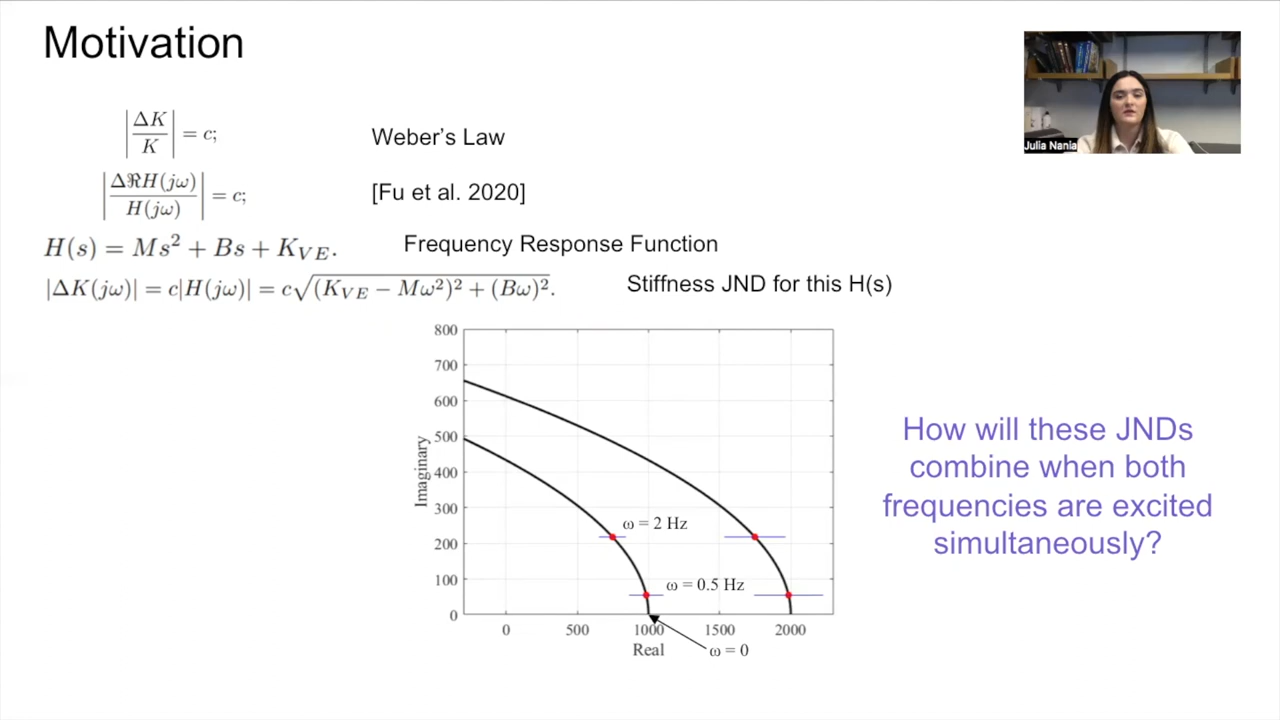 Motivation
Julia Nania
|ΔK/K| = c;
Weber’s Law
|ΔℜH(jω)/H(jω)| = c;
[Fu et al. 2020]
H(s) = Ms² + Bs + K_VE.
Frequency Response Function
|ΔK(jω)| = c|H(jω)| = c√((K_VE − Mω²)² + (Bω)²).
Stiffness JND for this H(s)
800
700
600
500
400
300
200
100
0
Imaginary
ω = 2 Hz
ω = 0.5 Hz
0 500 1000 1500 2000
Real
ω = 0
How will these JNDs
combine when both
frequencies are excited
simultaneously?